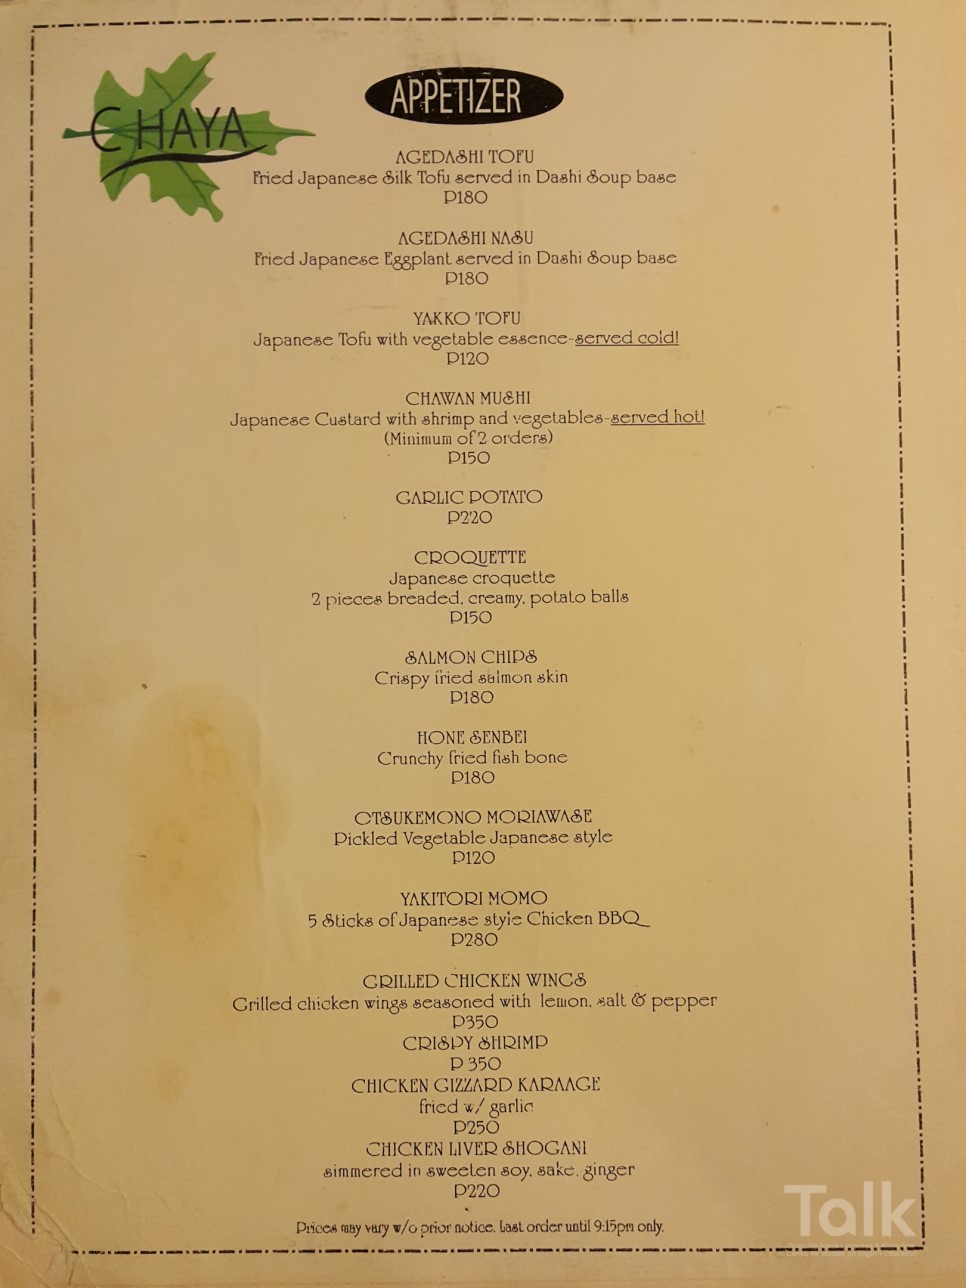 CHAYA
APPETIZER
AGEDASHI TOFU
Fried Japanese Silk Tofu served in Dashi Soup base
P180
AGEDASHI NASU
Fried Japanese Eggplant served in Dashi Soup base
P180
YAKKO TOFU
Japanese Tofu with vegetable essence-served cold!
P120
CHAWAN MUSHI
Japanese Custard with shrimp and vegetables-served hot!
(Minimum of 2 orders)
P150
GARLIC POTATO
P220
CROQUETTE
Japanese croquette
2 pieces breaded, creamy, potato balls
P150
SALMON CHIPS
Crispy fried salmon skin
P180
HONE SENBEI
Crunchy fried fish bone
P180
OTSUKEMONO MORIAWASE
Pickled Vegetable Japanese style
P120
YAKITORI MOMO
5 Sticks of Japanese style Chicken BBQ
P280
GRILLED CHICKEN WINGS
Grilled chicken wings seasoned with lemon, salt & pepper
P350
CRISPY SHRIMP
P 350
CHICKEN GIZZARD KARAAGE
fried w/ garlic
P250
CHICKEN LIVER SHOGANI
simmered in sweeten soy, sake, ginger
P220
Prices may vary w/o prior notice. Last order until 9:15pm only.
Talk